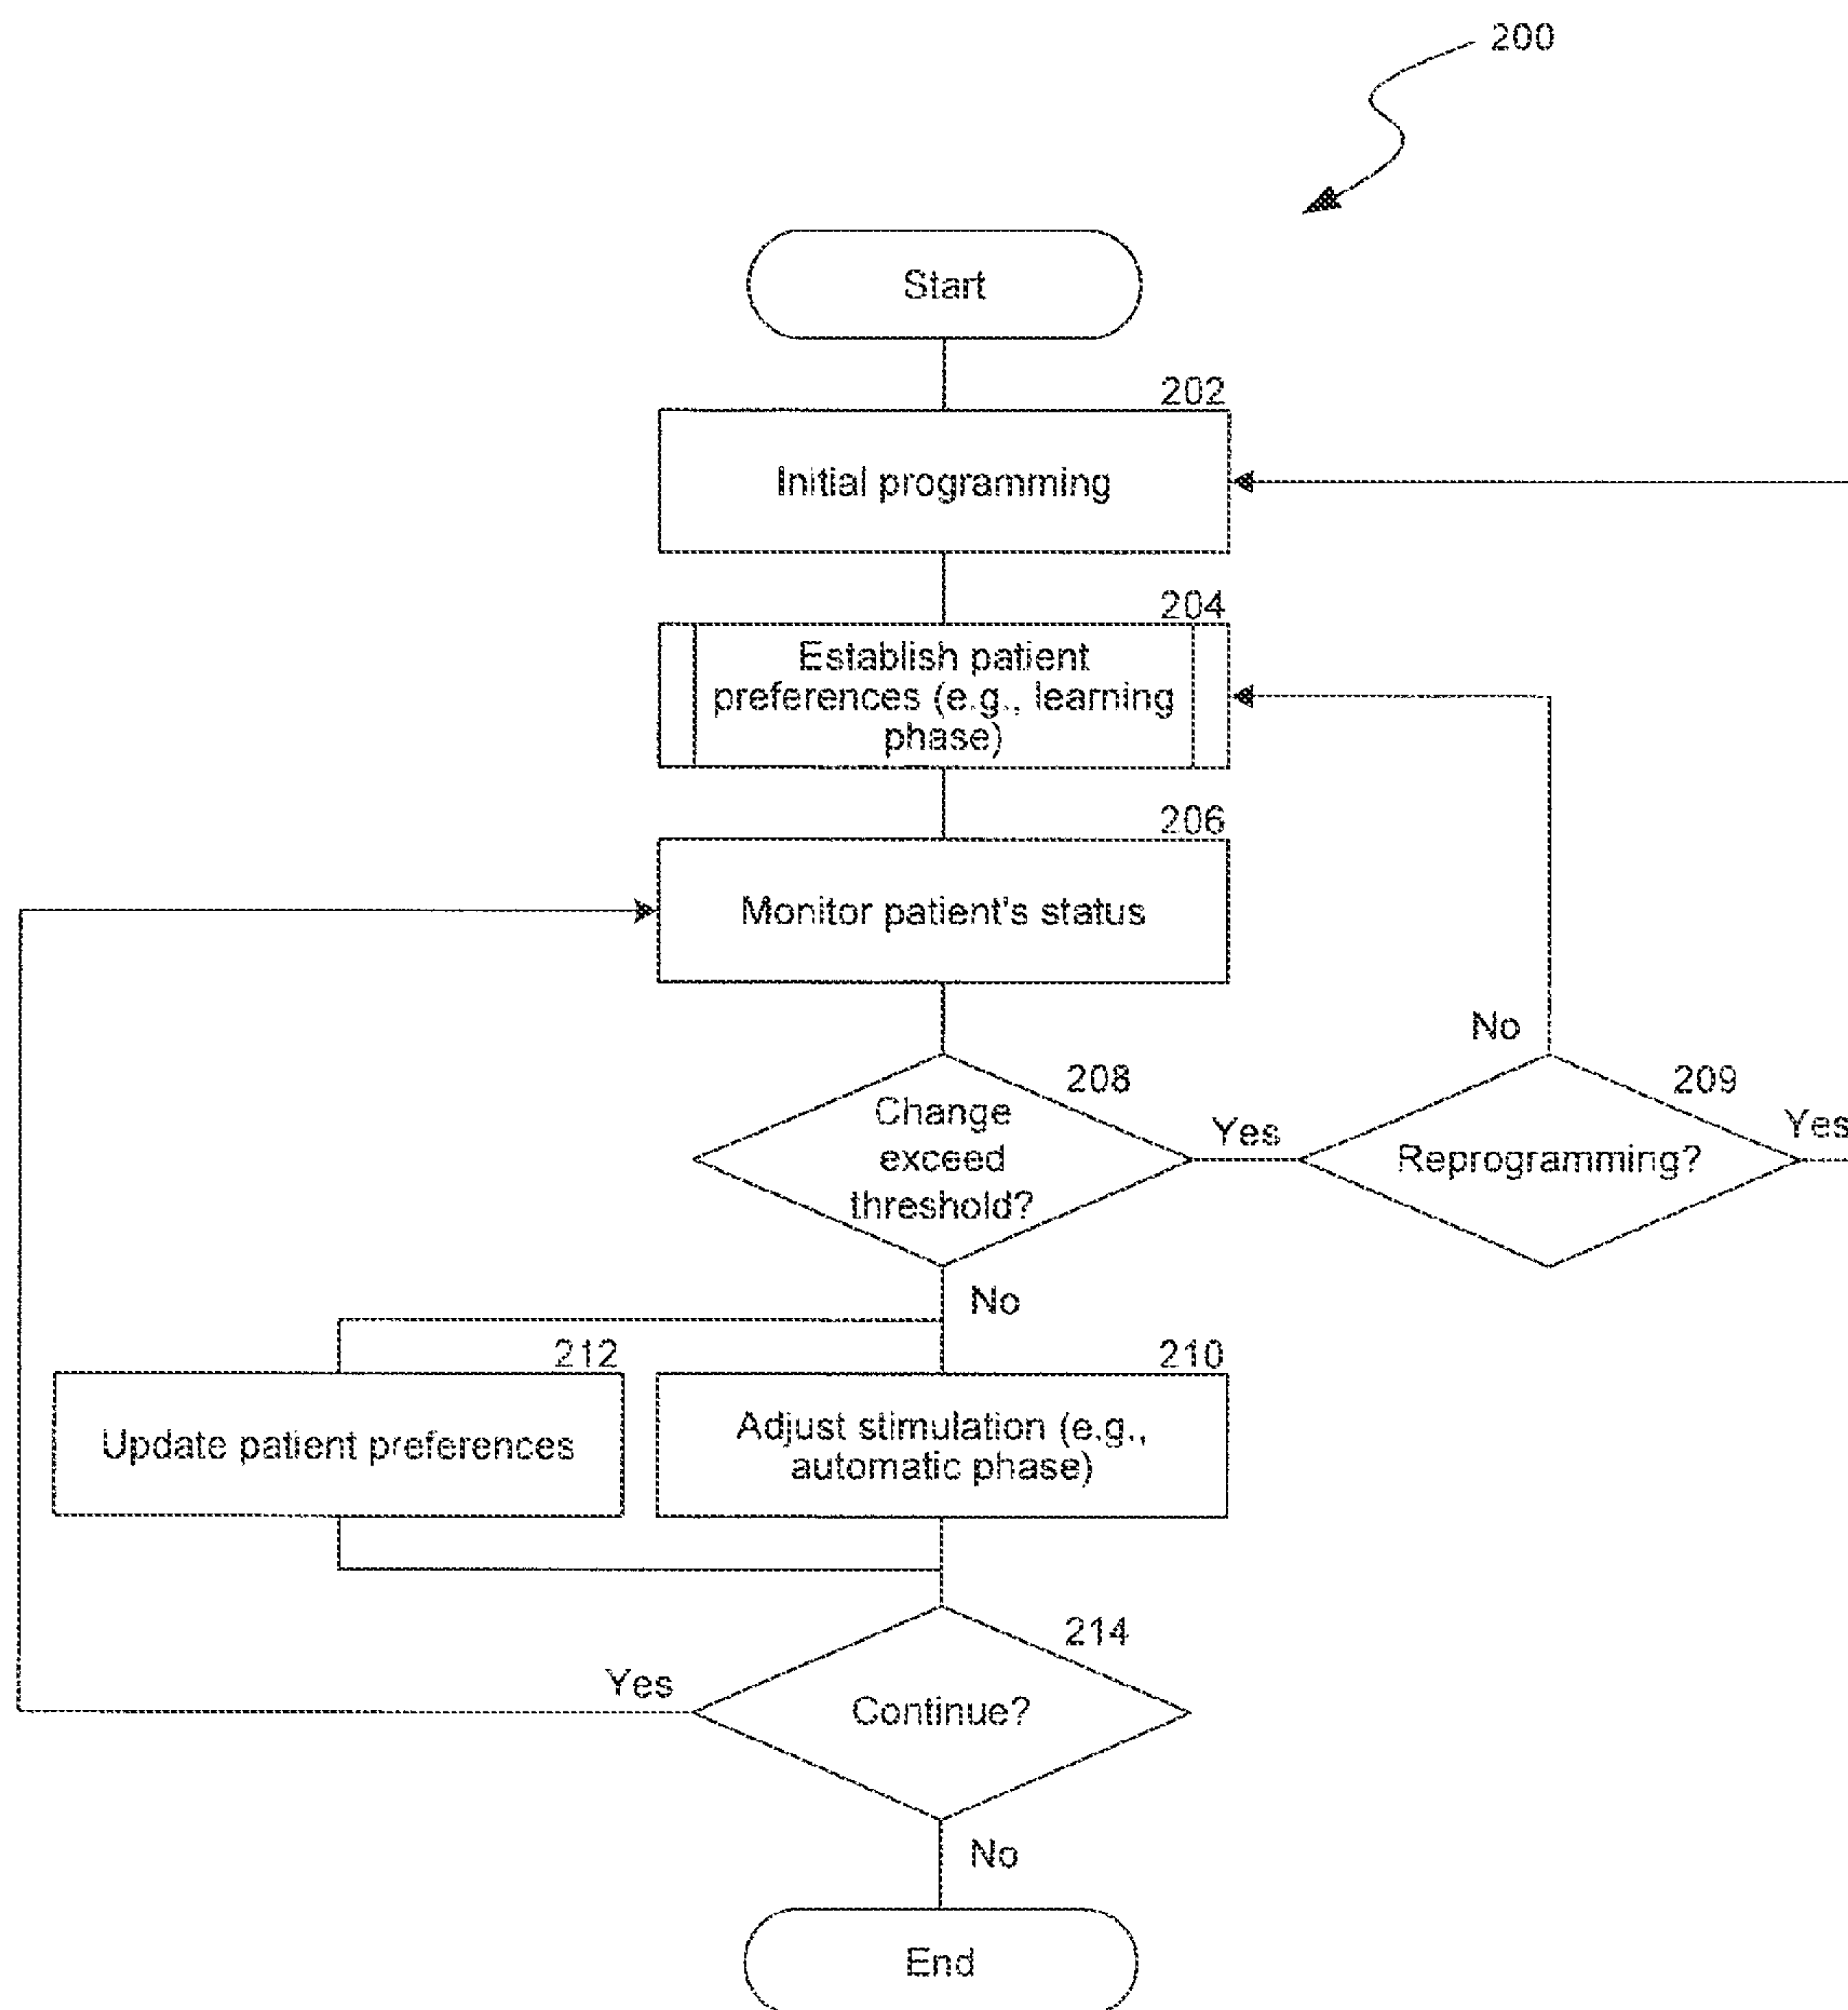 200
Start
202
Initial programming
204
Establish patient
preferences (e.g., learning
phase)
206
Monitor patient's status
No
208
209
Change
exceed
threshold?
Yes
Reprogramming?
Yes
No
212
210
Update patient preferences
Adjust stimulation (e.g.,
automatic phase)
214
Yes
Continue?
No
End